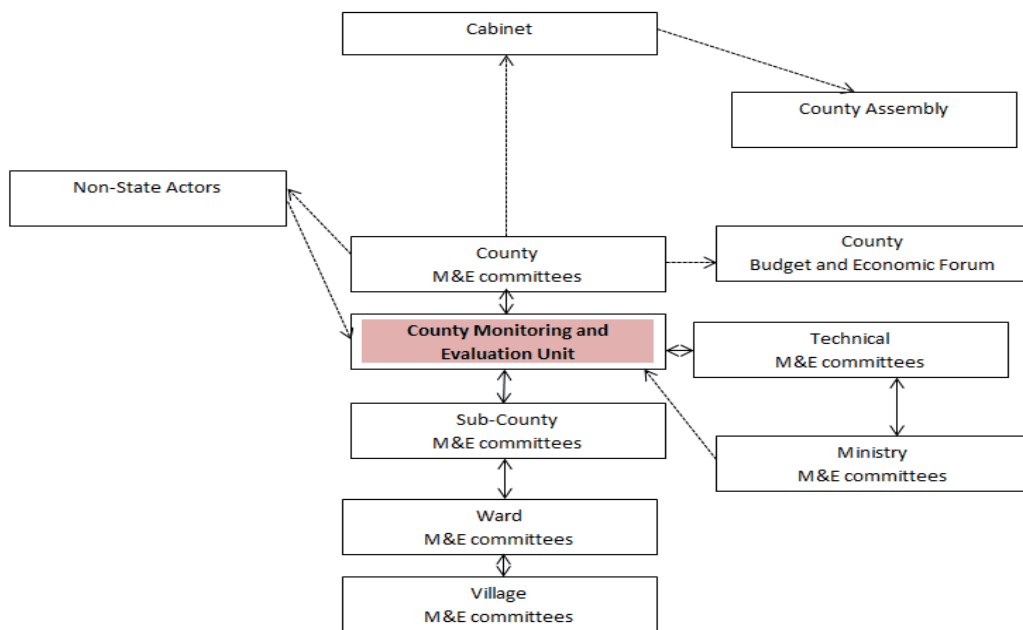 Cabinet
County Assembly
Non-State Actors
County
M&E committees
County
Budget and Economic Forum
County Monitoring and
Evaluation Unit
Technical
M&E committees
Sub-County
M&E committees
Ministry
M&E committees
Ward
M&E committees
Village
M&E committees